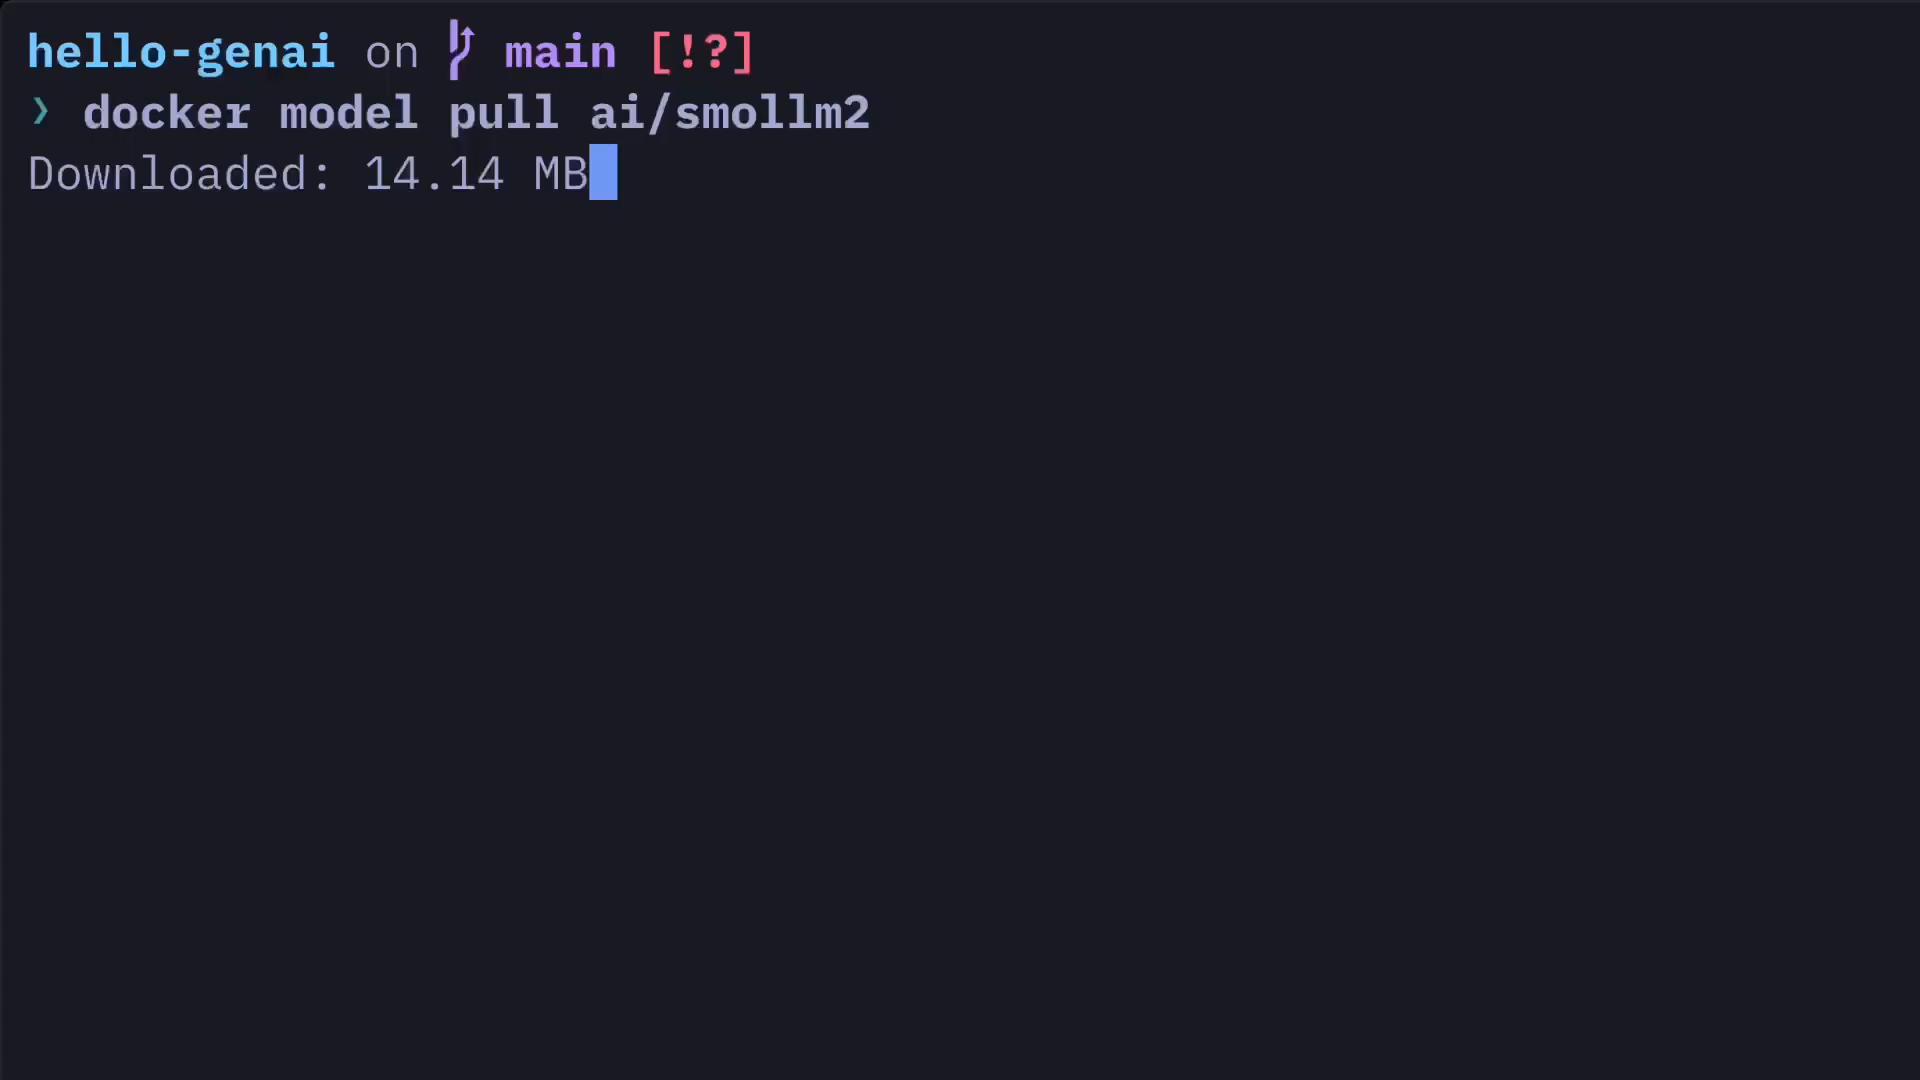 hello-genai on main [!?]
❯ docker model pull ai/smollm2
Downloaded: 14.14 MB